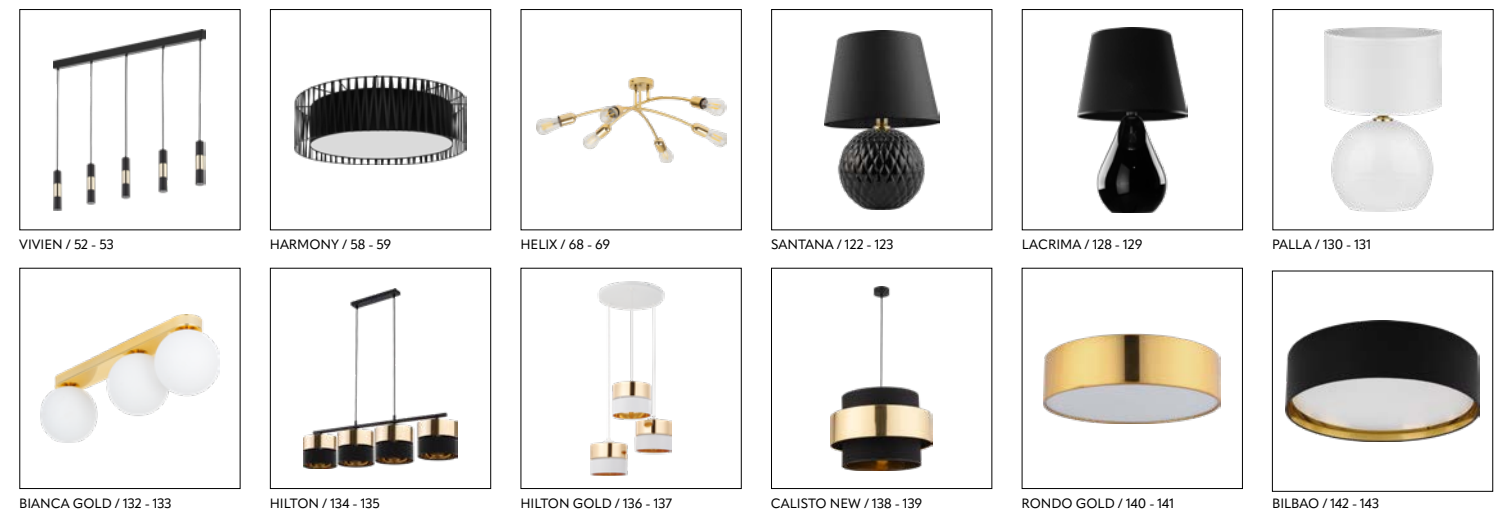 VIVIEN / 52 - 53
HARMONY / 58 - 59
HELIX / 68 - 69
SANTANA / 122 - 123
LACRIMA / 128 - 129
PALLA / 130 - 131
BIANCA GOLD / 132 - 133
HILTON / 134 - 135
HILTON GOLD / 136 - 137
CALISTO NEW / 138 - 139
RONDO GOLD / 140 - 141
BILBAO / 142 - 143